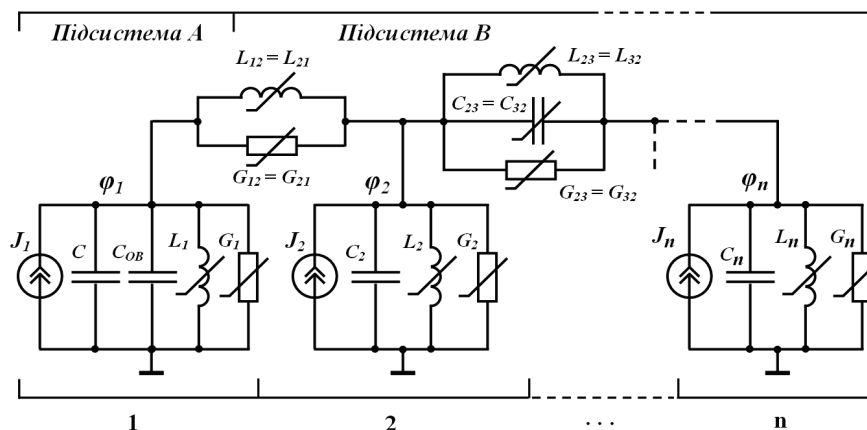 Підсистема A
Підсистема B
L12 = L21
L23 = L32
C23 = C32
G12 = G21
G23 = G32
φ1
φ2
φn
J1
C
COB
L1
G1
J2
C2
L2
G2
Jn
Cn
Ln
Gn
1
2
. . .
n